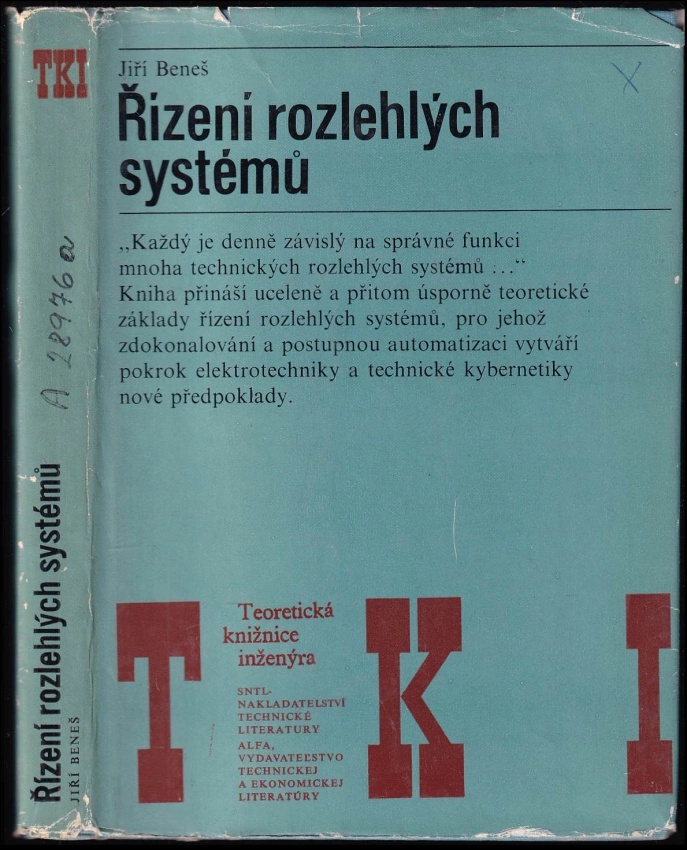 TKI
A 28976 a
Řízení rozlehlých systémů
JIŘÍ BENEŠ
Jiří Beneš
Řízení rozlehlých
systémů
„Každý je denně závislý na správné funkci
mnoha technických rozlehlých systémů ...“
Kniha přináší uceleně a přitom úsporně teoretické
základy řízení rozlehlých systémů, pro jehož
zdokonalování a postupnou automatizaci vytváří
pokrok elektrotechniky a technické kybernetiky
nové předpoklady.
T K I
Teoretická
knižnice
inženýra
SNTL-
NAKLADATELSTVÍ
TECHNICKÉ
LITERATURY
ALFA,
VYDAVATEĽSTVO
TECHNICKEJ
A EKONOMICKEJ
LITERATÚRY